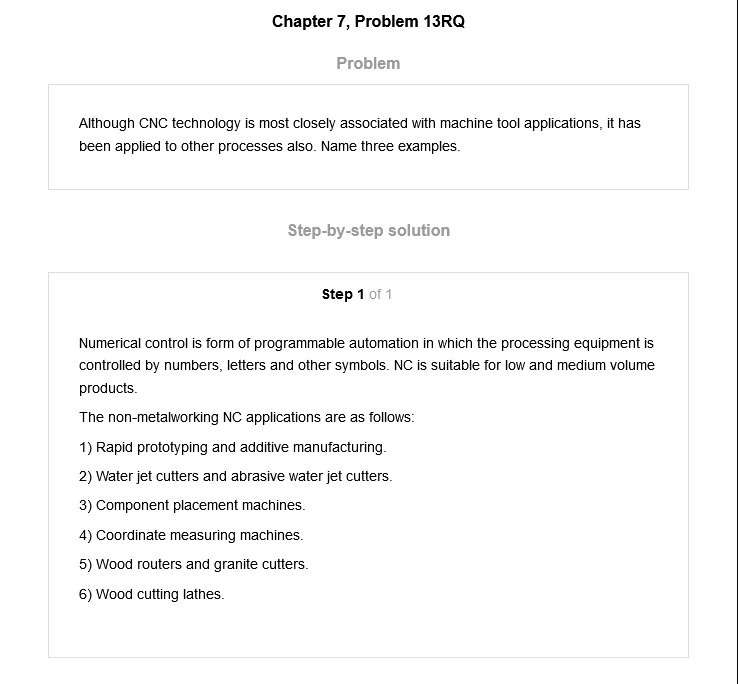 Chapter 7, Problem 13RQ
Problem
Although CNC technology is most closely associated with machine tool applications, it has
been applied to other processes also. Name three examples.
Step-by-step solution
Step 1 of 1
Numerical control is form of programmable automation in which the processing equipment is
controlled by numbers, letters and other symbols. NC is suitable for low and medium volume
products.
The non-metalworking NC applications are as follows:
1) Rapid prototyping and additive manufacturing.
2) Water jet cutters and abrasive water jet cutters.
3) Component placement machines.
4) Coordinate measuring machines.
5) Wood routers and granite cutters.
6) Wood cutting lathes.